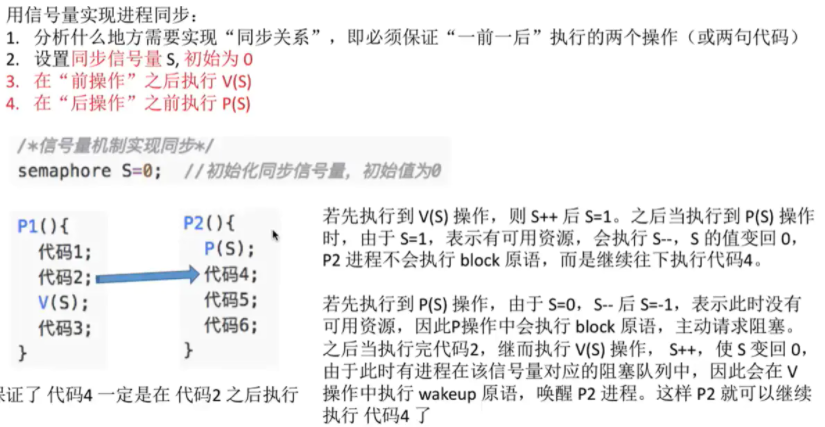 用信号量实现进程同步：
1. 分析什么地方需要实现“同步关系”，即必须保证“一前一后”执行的两个操作（或两句代码）
2. 设置同步信号量 S, 初始为 0
3. 在“前操作”之后执行 V(S)
4. 在“后操作”之前执行 P(S)
/*信号量机制实现同步*/
semaphore S=0; //初始化同步信号量，初始值为0
P1(){
代码1;
代码2;
V(S);
代码3;
}
P2(){
P(S);
代码4;
代码5;
代码6;
}
保证了 代码4 一定是在 代码2 之后执行
若先执行到 V(S) 操作，则 S++ 后 S=1。之后当执行到 P(S) 操作
时，由于 S=1，表示有可用资源，会执行 S--，S 的值变回 0，
P2 进程不会执行 block 原语，而是继续往下执行代码4。
若先执行到 P(S) 操作，由于 S=0，S-- 后 S=-1，表示此时没有
可用资源，因此P操作中会执行 block 原语，主动请求阻塞。
之后当执行完代码2，继而执行 V(S) 操作， S++，使 S 变回 0，
由于此时有进程在该信号量对应的阻塞队列中，因此会在 V
操作中执行 wakeup 原语，唤醒 P2 进程。这样 P2 就可以继续
执行 代码4 了